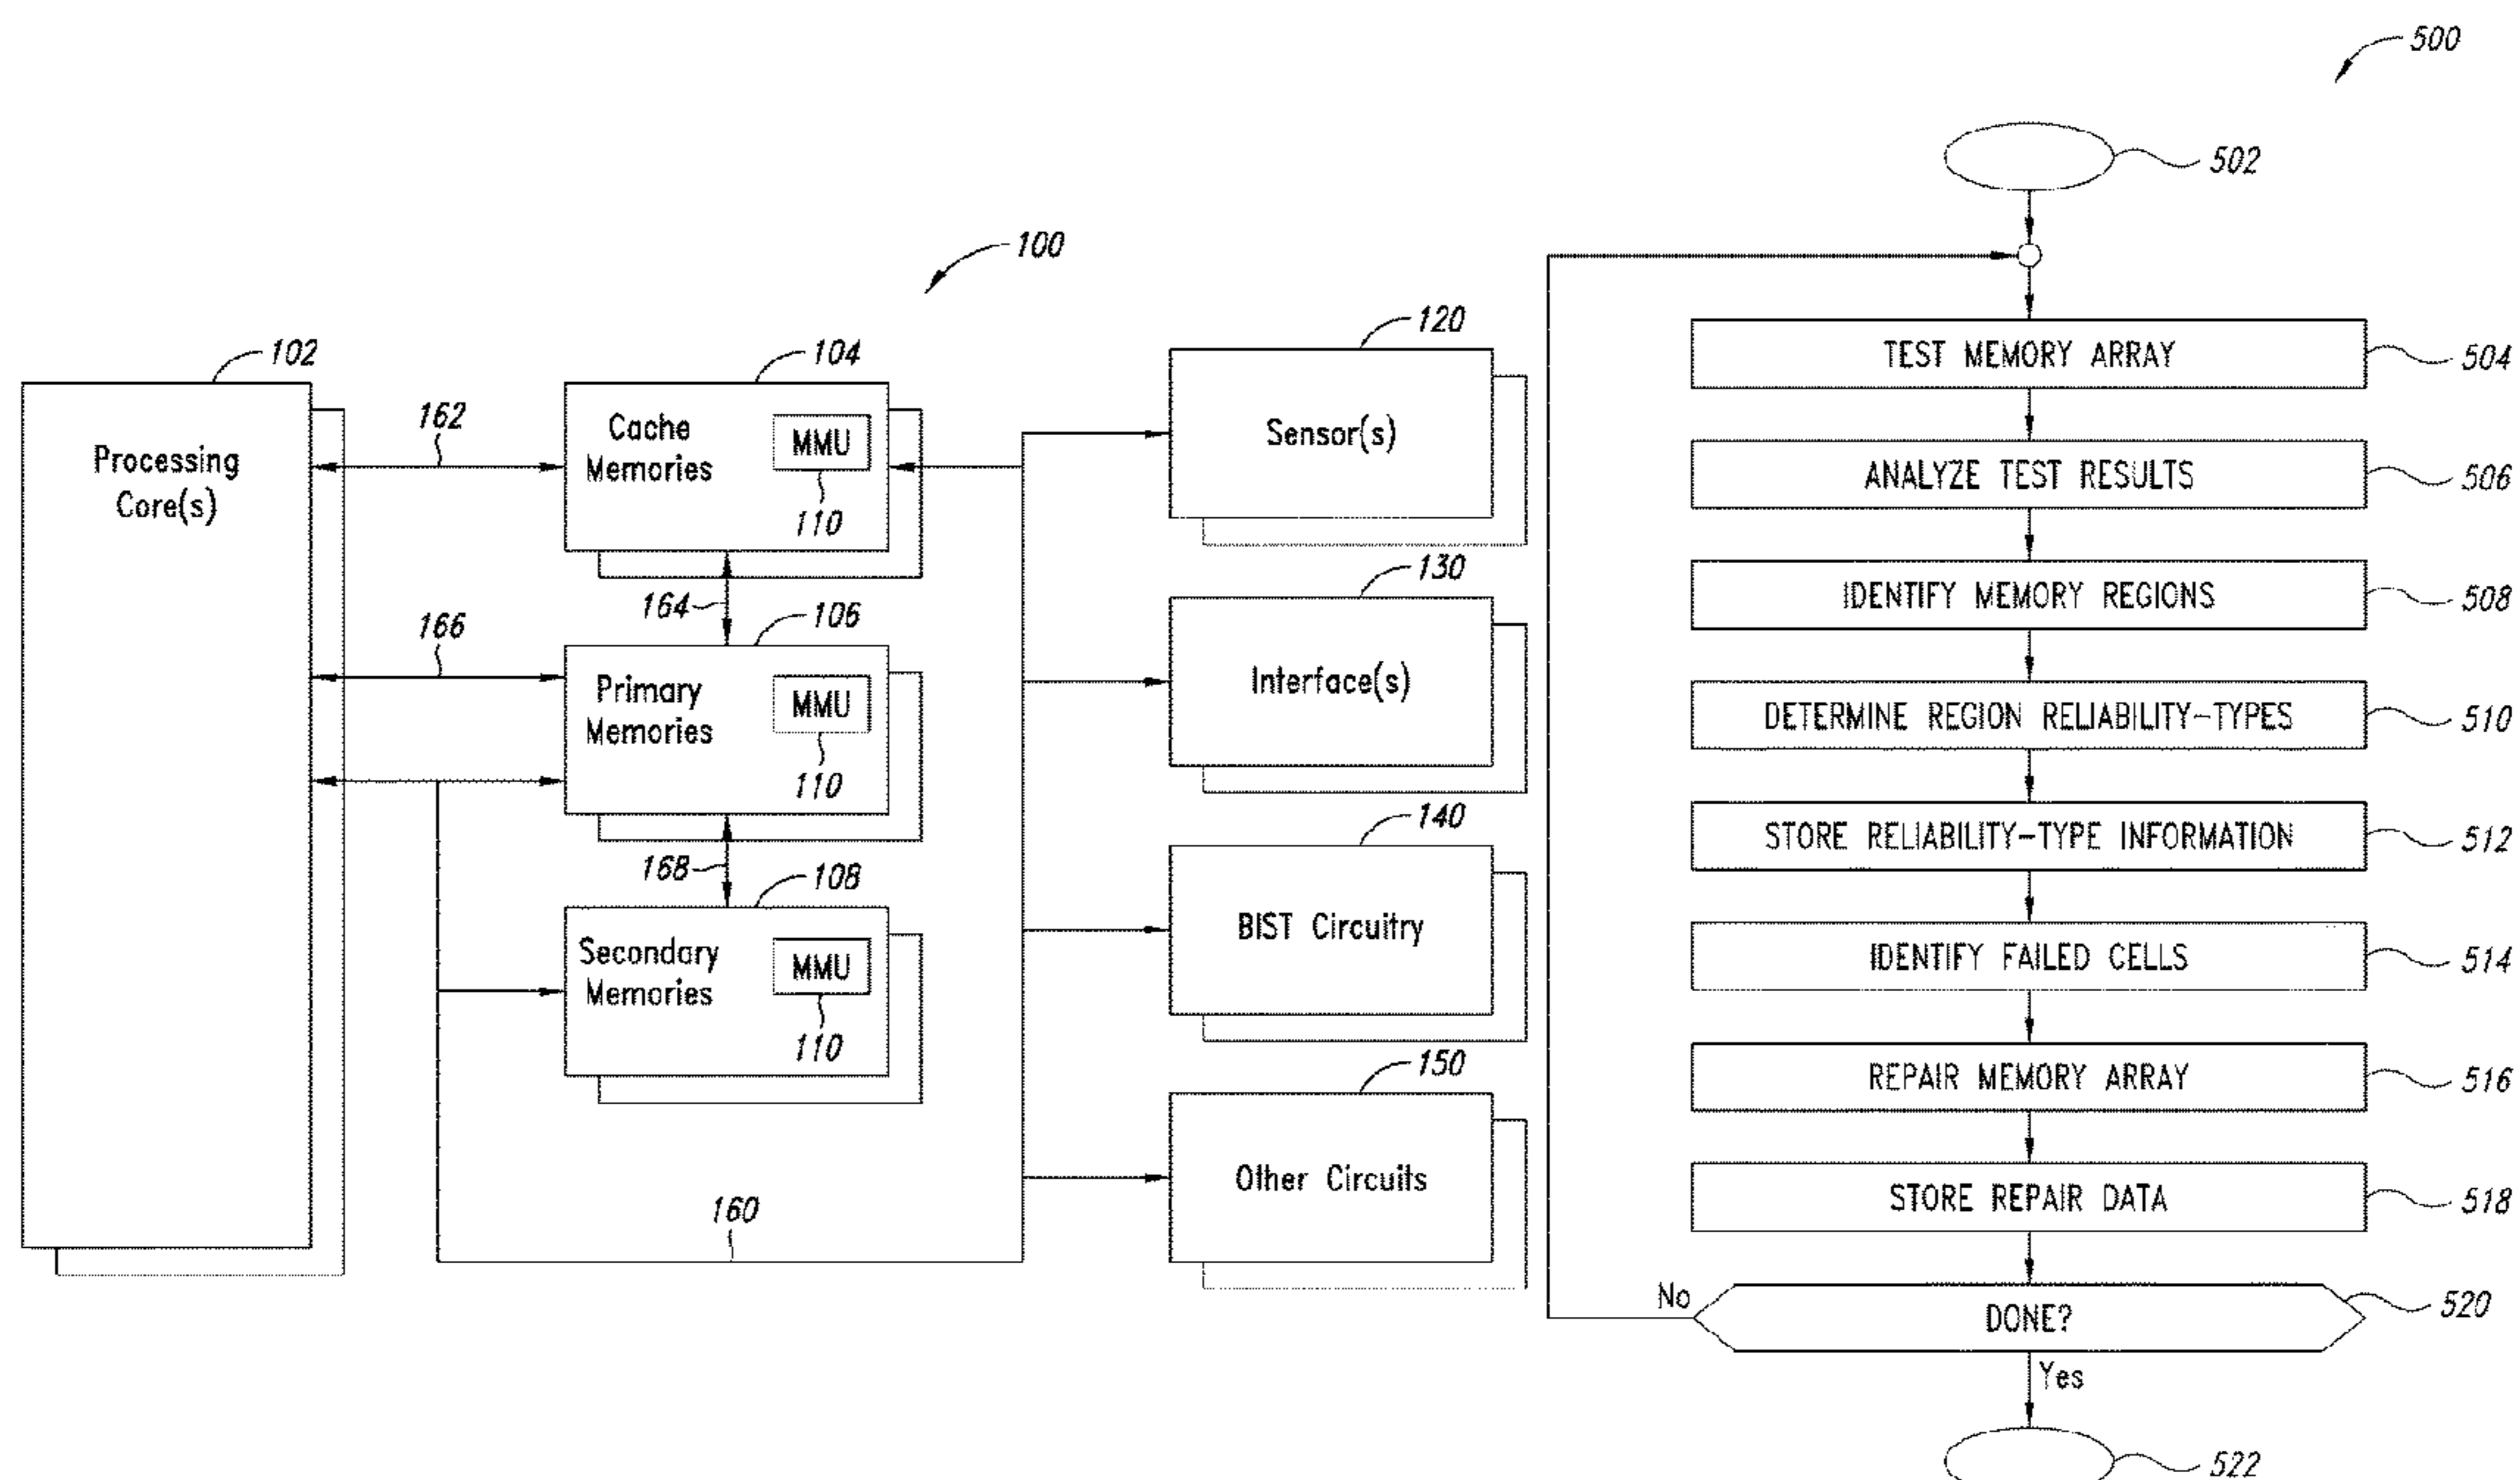 100
102
Processing
Core(s)
162
166
104
Cache
Memories
MMU
110
164
106
Primary
Memories
MMU
110
168
108
Secondary
Memories
MMU
110
160
120
Sensor(s)
130
Interface(s)
140
BIST Circuitry
150
Other Circuits
500
502
TEST MEMORY ARRAY
504
ANALYZE TEST RESULTS
506
IDENTIFY MEMORY REGIONS
508
DETERMINE REGION RELIABILITY-TYPES
510
STORE RELIABILITY-TYPE INFORMATION
512
IDENTIFY FAILED CELLS
514
REPAIR MEMORY ARRAY
516
STORE REPAIR DATA
518
No
DONE?
520
Yes
522